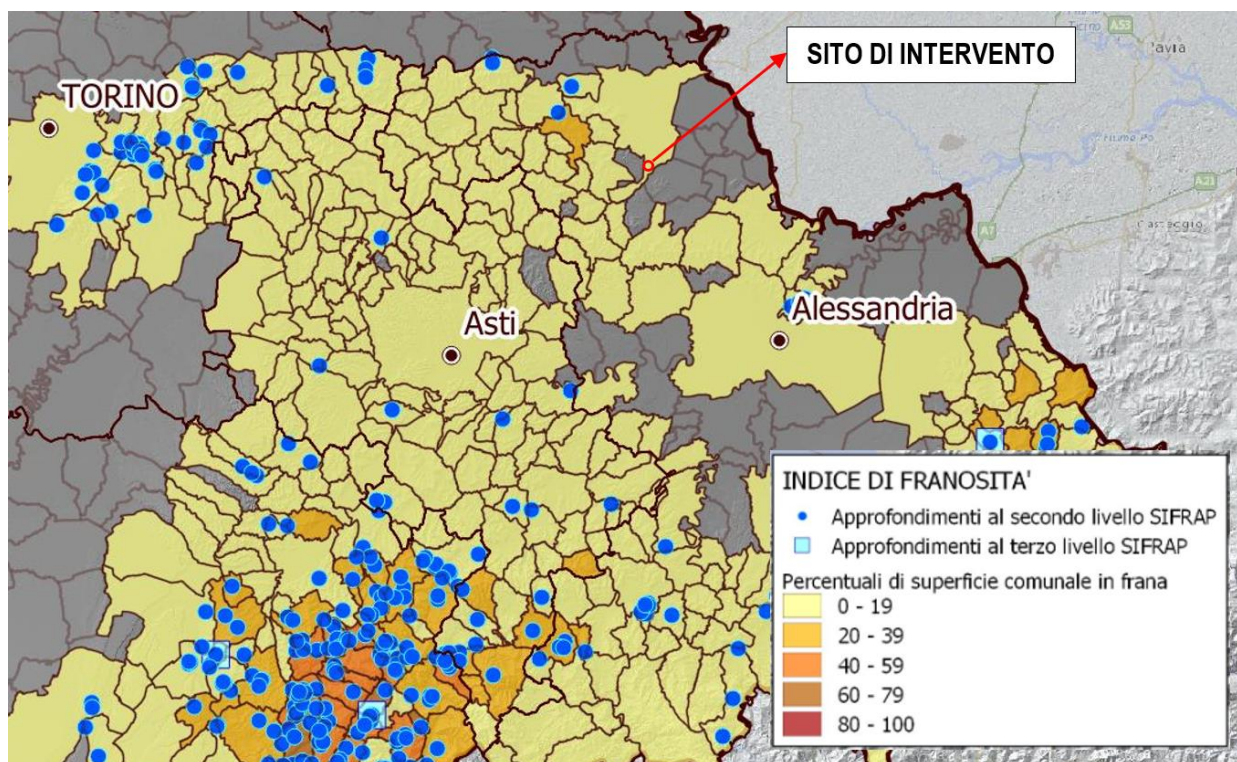 Ticino
A53
Pavia
SITO DI INTERVENTO
TORINO
Fiume Po
A21
A7
Casteggio
Asti
Alessandria
INDICE DI FRANOSITA'
Approfondimenti al secondo livello SIFRAP
Approfondimenti al terzo livello SIFRAP
Percentuali di superficie comunale in frana
0 - 19
20 - 39
40 - 59
60 - 79
80 - 100